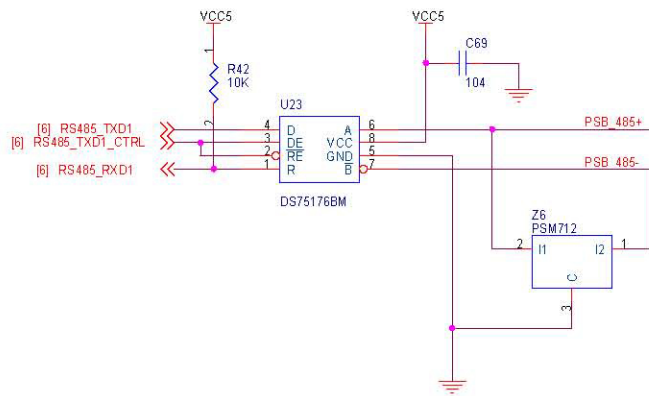 VCC5
VCC5
1
R42
10K
2
C69
104
U23
[6] RS485_TXD1
4 D A 6
PSB_485+
[6] RS485_TXD1_CTRL
3 DE VCC 8
2 RE GND 5
[6] RS485_RXD1
1 R B 7
PSB_485-
DS75176BM
Z6
PSM712
2 I1 I2 1
C
3